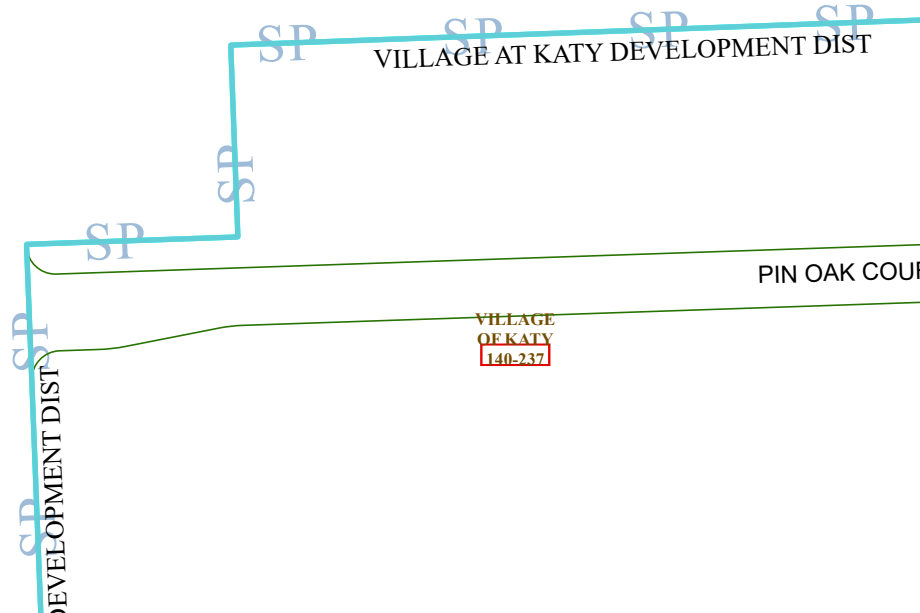 SP SP SP SP
VILLAGE AT KATY DEVELOPMENT DIST
SP
SP
PIN OAK COU
SP
VILLAGE
OF KATY
140-237
DEVELOPMENT DIST
SP